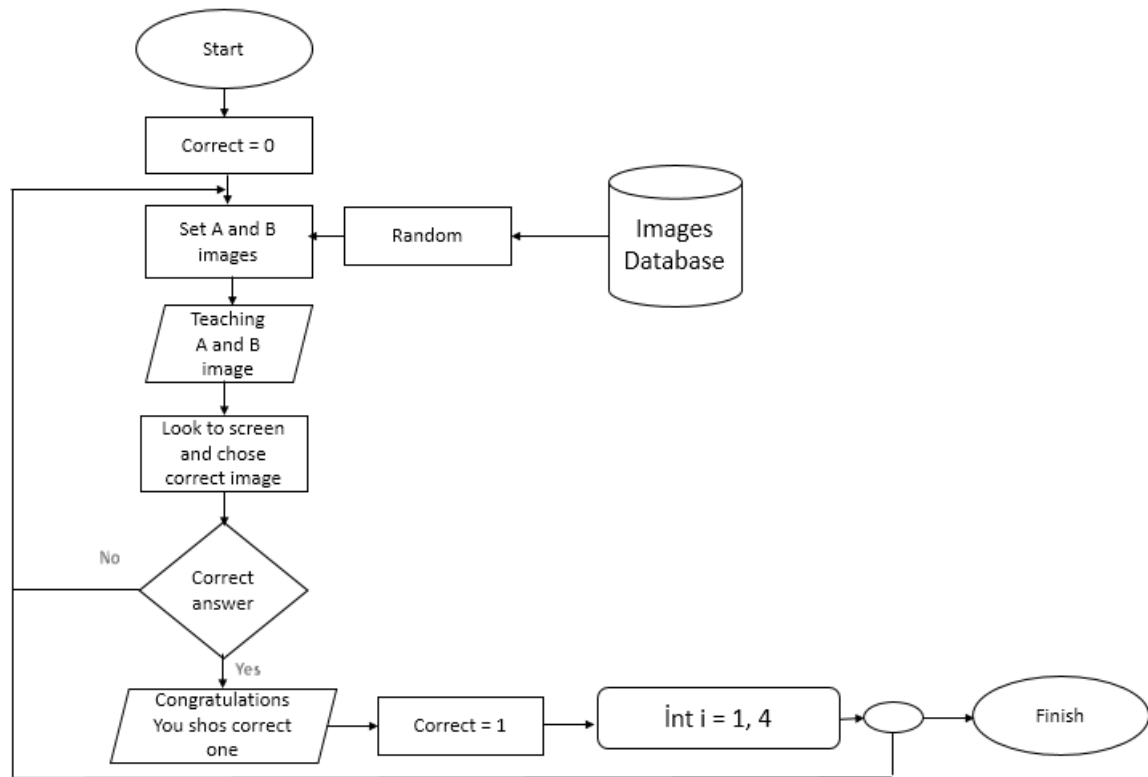 Start
Correct = 0
Set A and B
images
Random
Images
Database
Teaching
A and B
image
Look to screen
and chose
correct image
No
Correct
answer
Yes
Congratulations
You shos correct
one
Correct = 1
İnt i = 1, 4
Finish